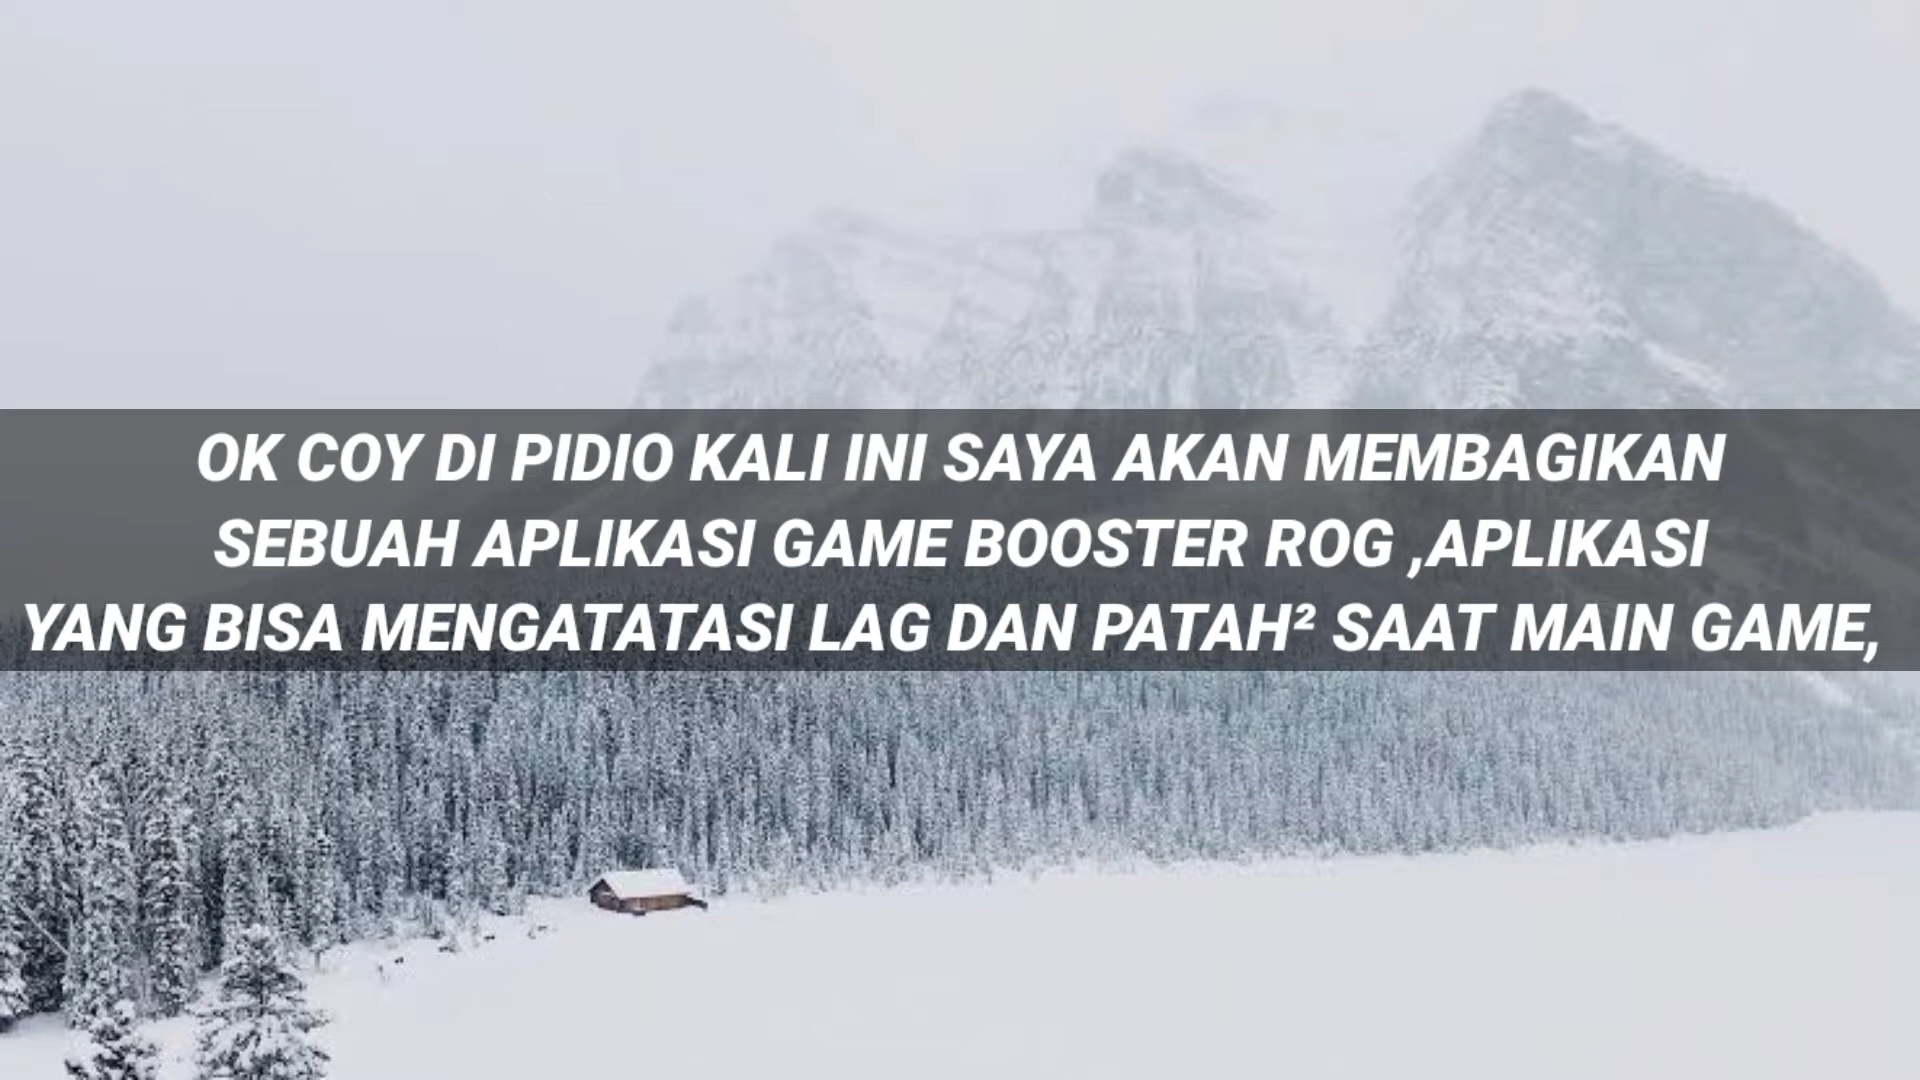 OK COY DI PIDIO KALI INI SAYA AKAN MEMBAGIKAN
SEBUAH APLIKASI GAME BOOSTER ROG ,APLIKASI
YANG BISA MENGATATASI LAG DAN PATAH² SAAT MAIN GAME,